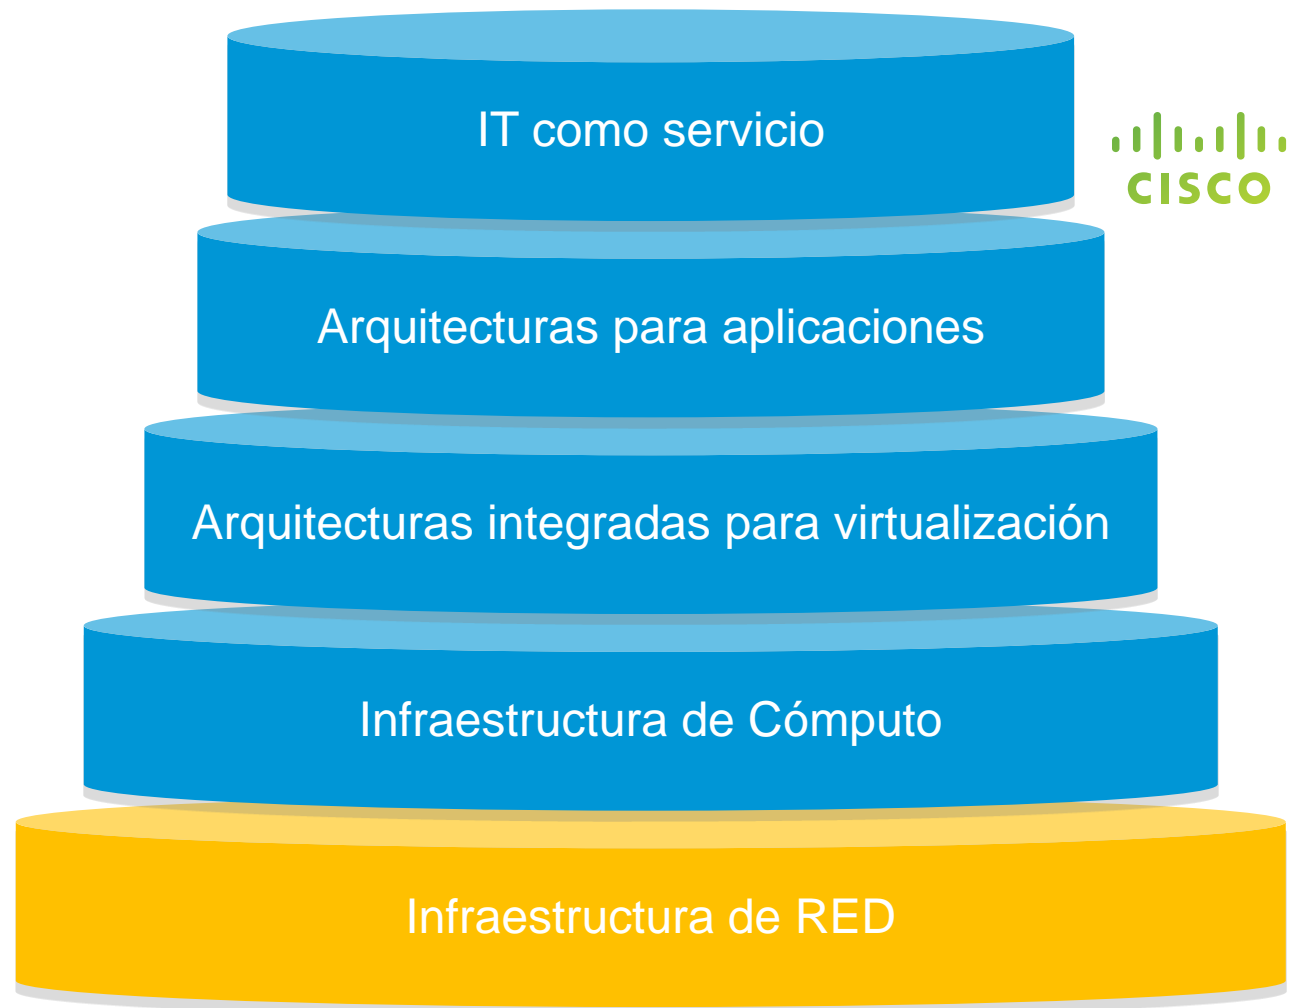 IT como servicio
CISCO
Arquitecturas para aplicaciones
Arquitecturas integradas para virtualización
Infraestructura de Cómputo
Infraestructura de RED